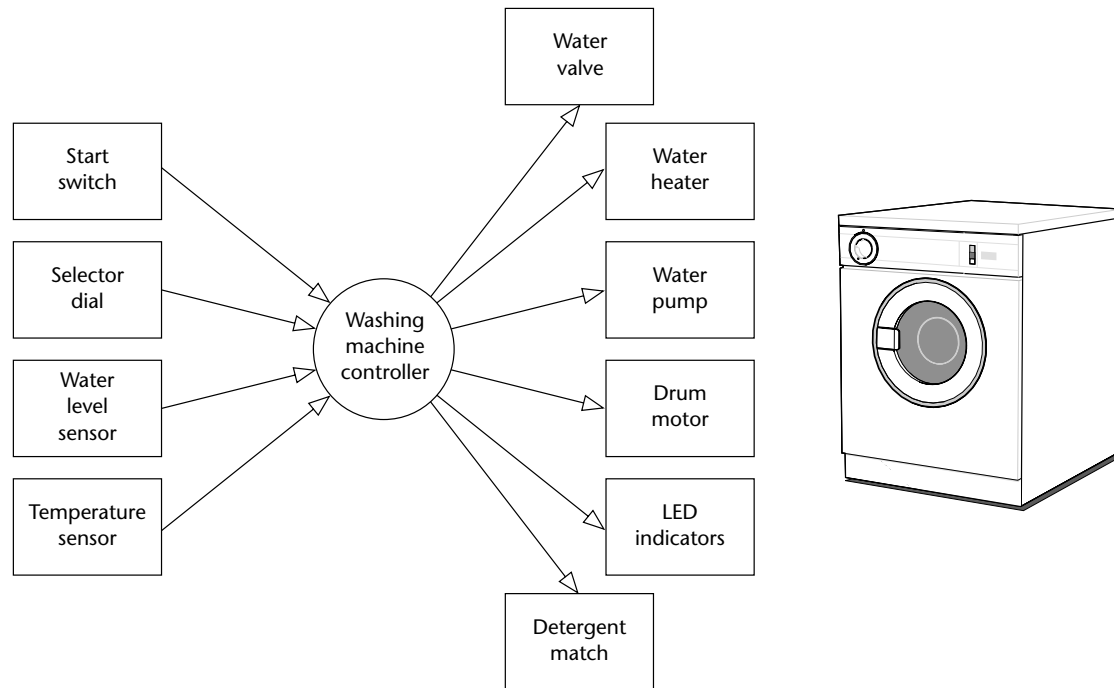 Water
valve
Start
switch
Water
heater
Selector
dial
Water
pump
Washing
machine
controller
Water
level
sensor
Drum
motor
Temperature
sensor
LED
indicators
Detergent
match